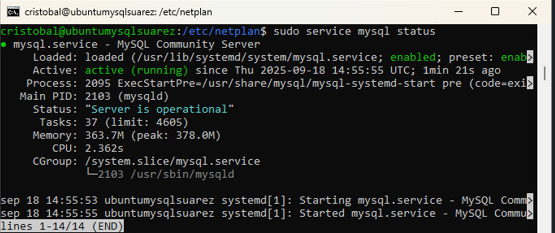 cristobal@ubuntumysqlsuarez:/etc/netplan$ sudo service mysql status
● mysql.service - MySQL Community Server
     Loaded: loaded (/usr/lib/systemd/system/mysql.service; enabled; preset: enab>
     Active: active (running) since Thu 2025-09-18 14:55:55 UTC; 1min 21s ago
    Process: 2095 ExecStartPre=/usr/share/mysql/mysql-systemd-start pre (code=exi>
   Main PID: 2103 (mysqld)
     Status: "Server is operational"
      Tasks: 37 (limit: 4605)
     Memory: 363.7M (peak: 378.0M)
        CPU: 2.362s
     CGroup: /system.slice/mysql.service
             └─2103 /usr/sbin/mysqld
sep 18 14:55:53 ubuntumysqlsuarez systemd[1]: Starting mysql.service - MySQL Comm>
sep 18 14:55:55 ubuntumysqlsuarez systemd[1]: Started mysql.service - MySQL Commu>
lines 1-14/14 (END)